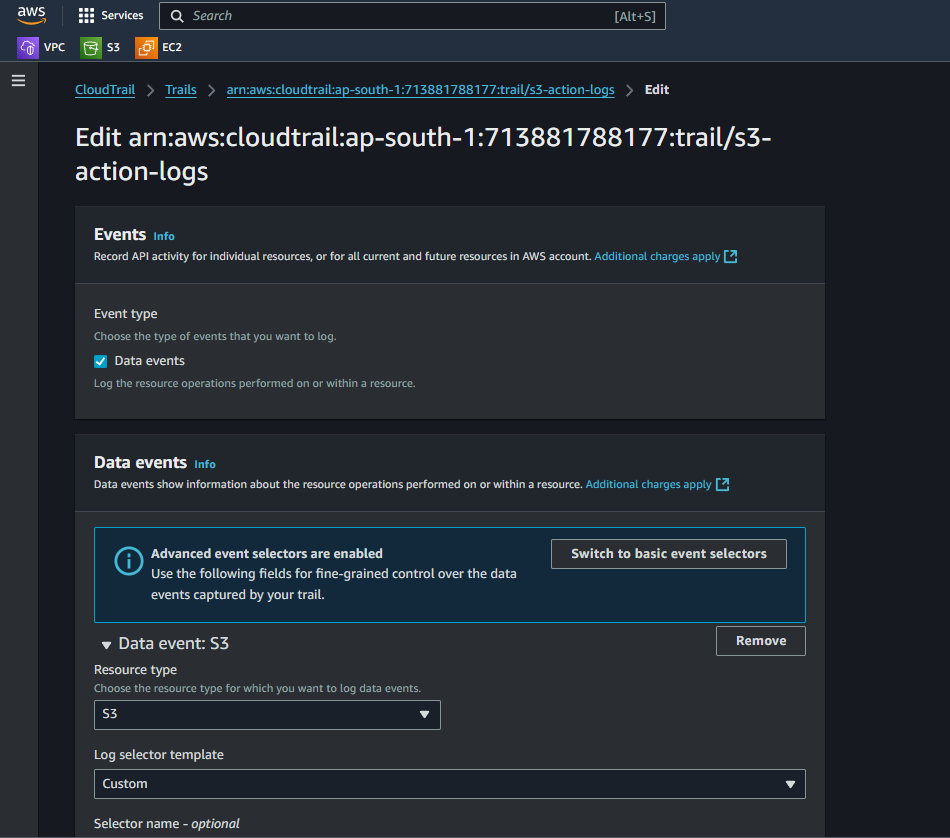 aws
Services
Search
[Alt+S]
VPC
S3
EC2
CloudTrail > Trails > arn:aws:cloudtrail:ap-south-1:713881788177:trail/s3-action-logs > Edit
Edit arn:aws:cloudtrail:ap-south-1:713881788177:trail/s3-
action-logs
Events Info
Record API activity for individual resources, or for all current and future resources in AWS account. Additional charges apply
Event type
Choose the type of events that you want to log.
Data events
Log the resource operations performed on or within a resource.
Data events Info
Data events show information about the resource operations performed on or within a resource. Additional charges apply
Advanced event selectors are enabled
Use the following fields for fine-grained control over the data
events captured by your trail.
Switch to basic event selectors
Data event: S3
Remove
Resource type
Choose the resource type for which you want to log data events.
S3
Log selector template
Custom
Selector name - optional